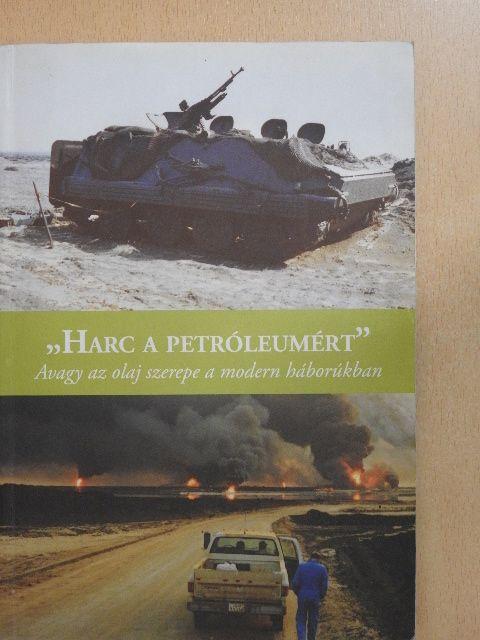 „HARC A PETRÓLEUMÉRT”
Avagy az olaj szerepe a modern háborúkban